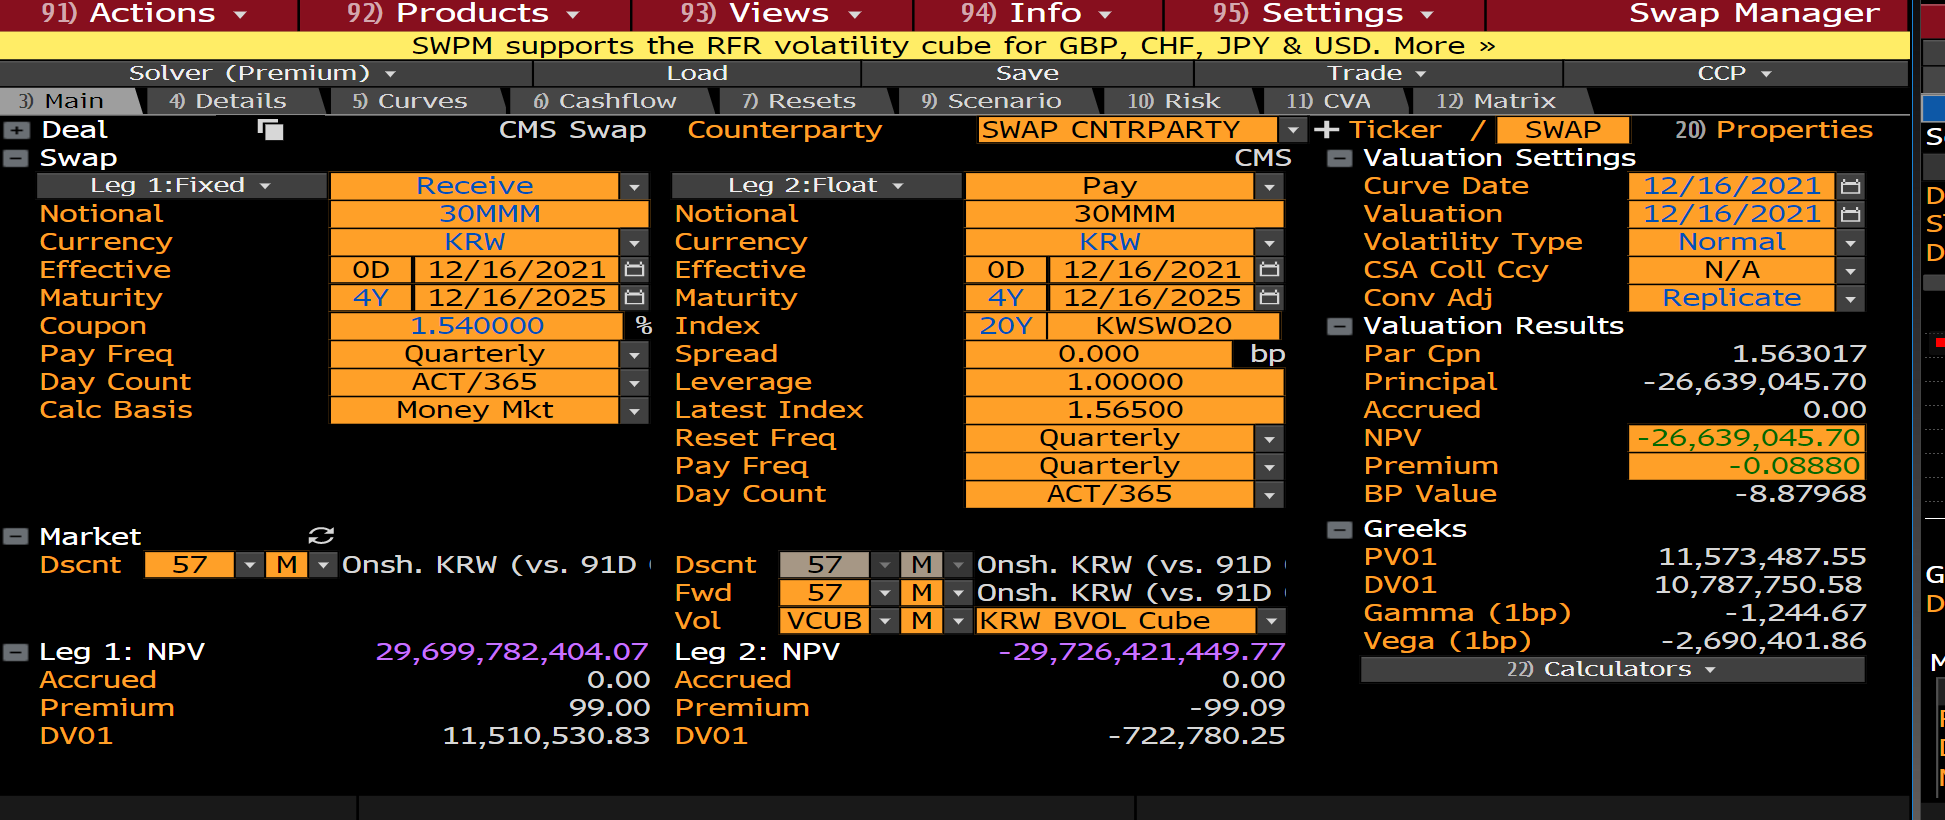 91) Actions 92) Products 93) Views 94) Info 95) Settings Swap Manager
SWPM supports the RFR volatility cube for GBP, CHF, JPY & USD. More »
Solver (Premium) Load Save Trade CCP
3) Main 4) Details 5) Curves 6) Cashflow 7) Resets 9) Scenario 10) Risk 11) CVA 12) Matrix
Deal CMS Swap Counterparty SWAP CNTRPARTY Ticker / SWAP 20) Properties
Swap CMS Valuation Settings
Leg 1:Fixed Receive Leg 2:Float Pay Curve Date 12/16/2021
Notional 30MMM Notional 30MMM Valuation 12/16/2021
Currency KRW Currency KRW Volatility Type Normal
Effective 0D 12/16/2021 Effective 0D 12/16/2021 CSA Coll Ccy N/A
Maturity 4Y 12/16/2025 Maturity 4Y 12/16/2025 Conv Adj Replicate
Coupon 1.540000 % Index 20Y KWSWO20 Valuation Results
Pay Freq Quarterly Spread 0.000 bp Par Cpn 1.563017
Day Count ACT/365 Leverage 1.00000 Principal -26,639,045.70
Calc Basis Money Mkt Latest Index 1.56500 Accrued 0.00
Reset Freq Quarterly NPV -26,639,045.70
Pay Freq Quarterly Premium -0.08880
Day Count ACT/365 BP Value -8.87968
Market Greeks
Dscnt 57 M Onsh. KRW (vs. 91D Dscnt 57 M Onsh. KRW (vs. 91D PV01 11,573,487.55
Fwd 57 M Onsh. KRW (vs. 91D DV01 10,787,750.58
Vol VCUB M KRW BVOL Cube Gamma (1bp) -1,244.67
Leg 1: NPV 29,699,782,404.07 Leg 2: NPV -29,726,421,449.77 Vega (1bp) -2,690,401.86
Accrued 0.00 Accrued 0.00 22) Calculators
Premium 99.00 Premium -99.09
DV01 11,510,530.83 DV01 -722,780.25